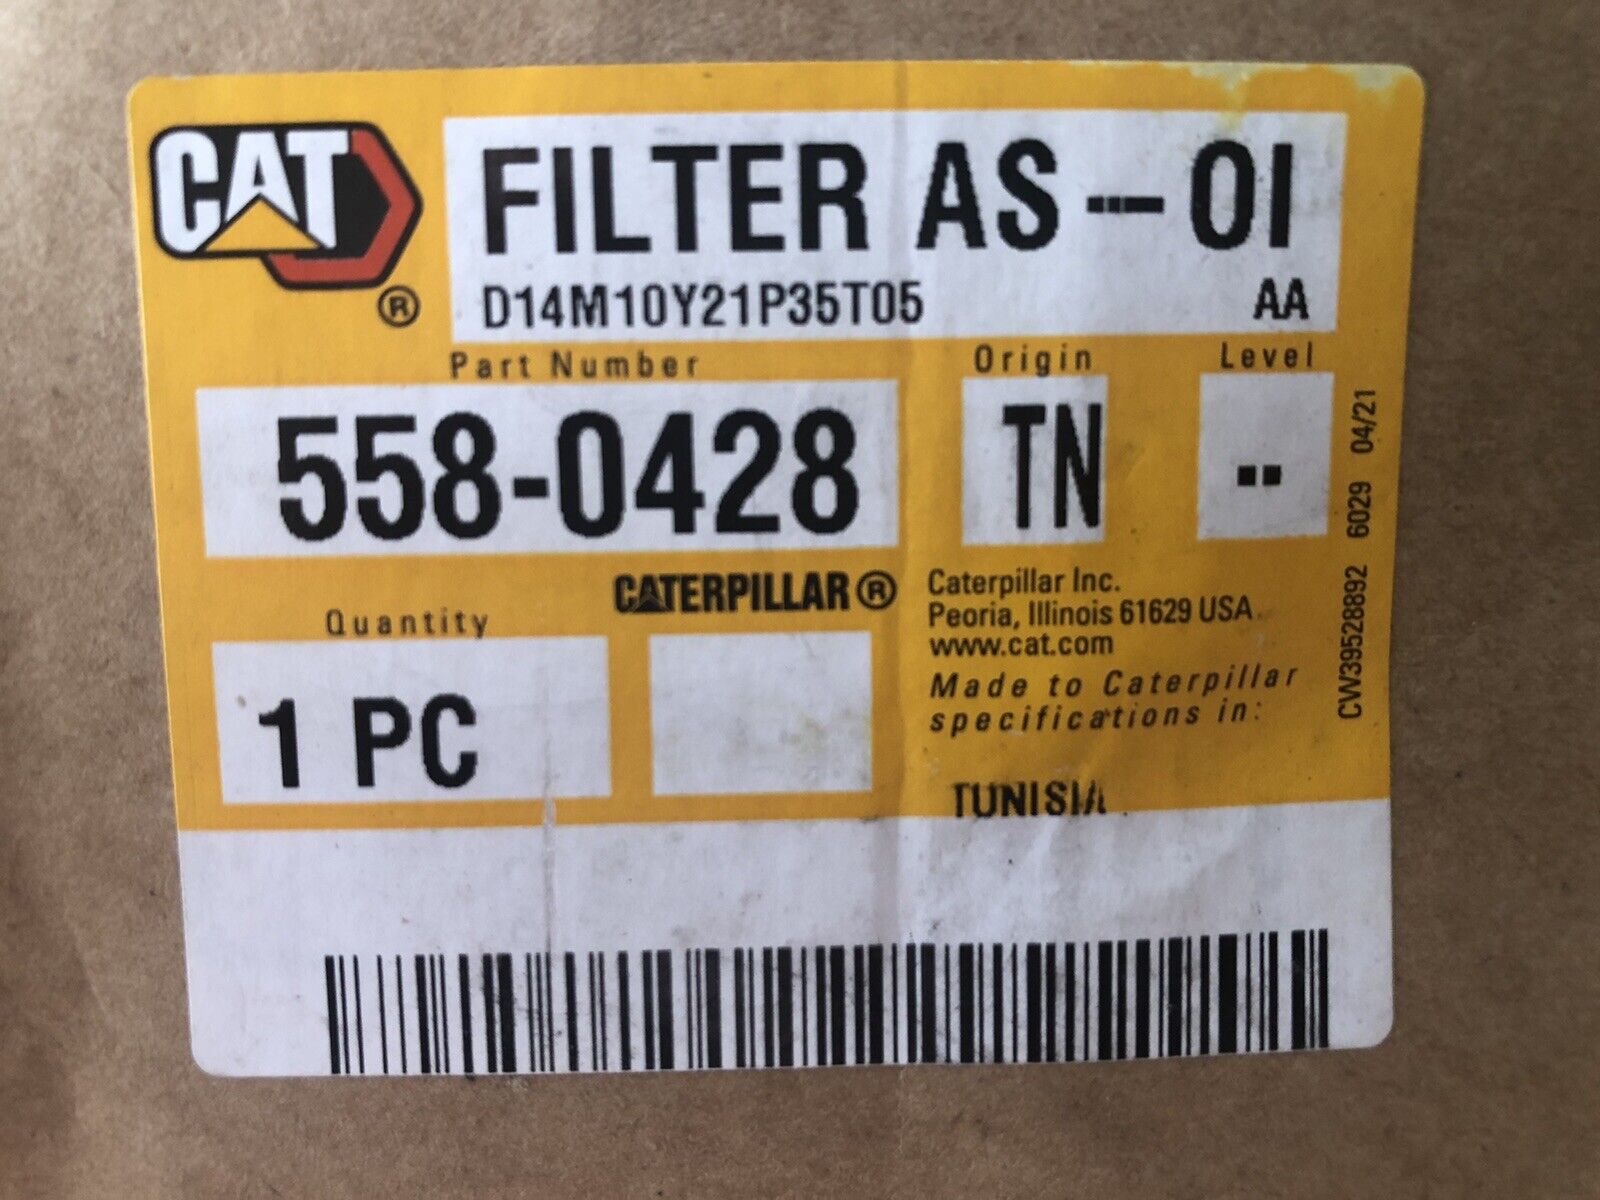 CAT
®
FILTER AS--OI
D14M10Y21P35T05 AA
Part Number Origin Level
558-0428 TN --
CATERPILLAR®
Quantity
1 PC
Caterpillar Inc.
Peoria, Illinois 61629 USA
www.cat.com
Made to Caterpillar
specifications in:
TUNISIA
CW39528892 6029 04/21